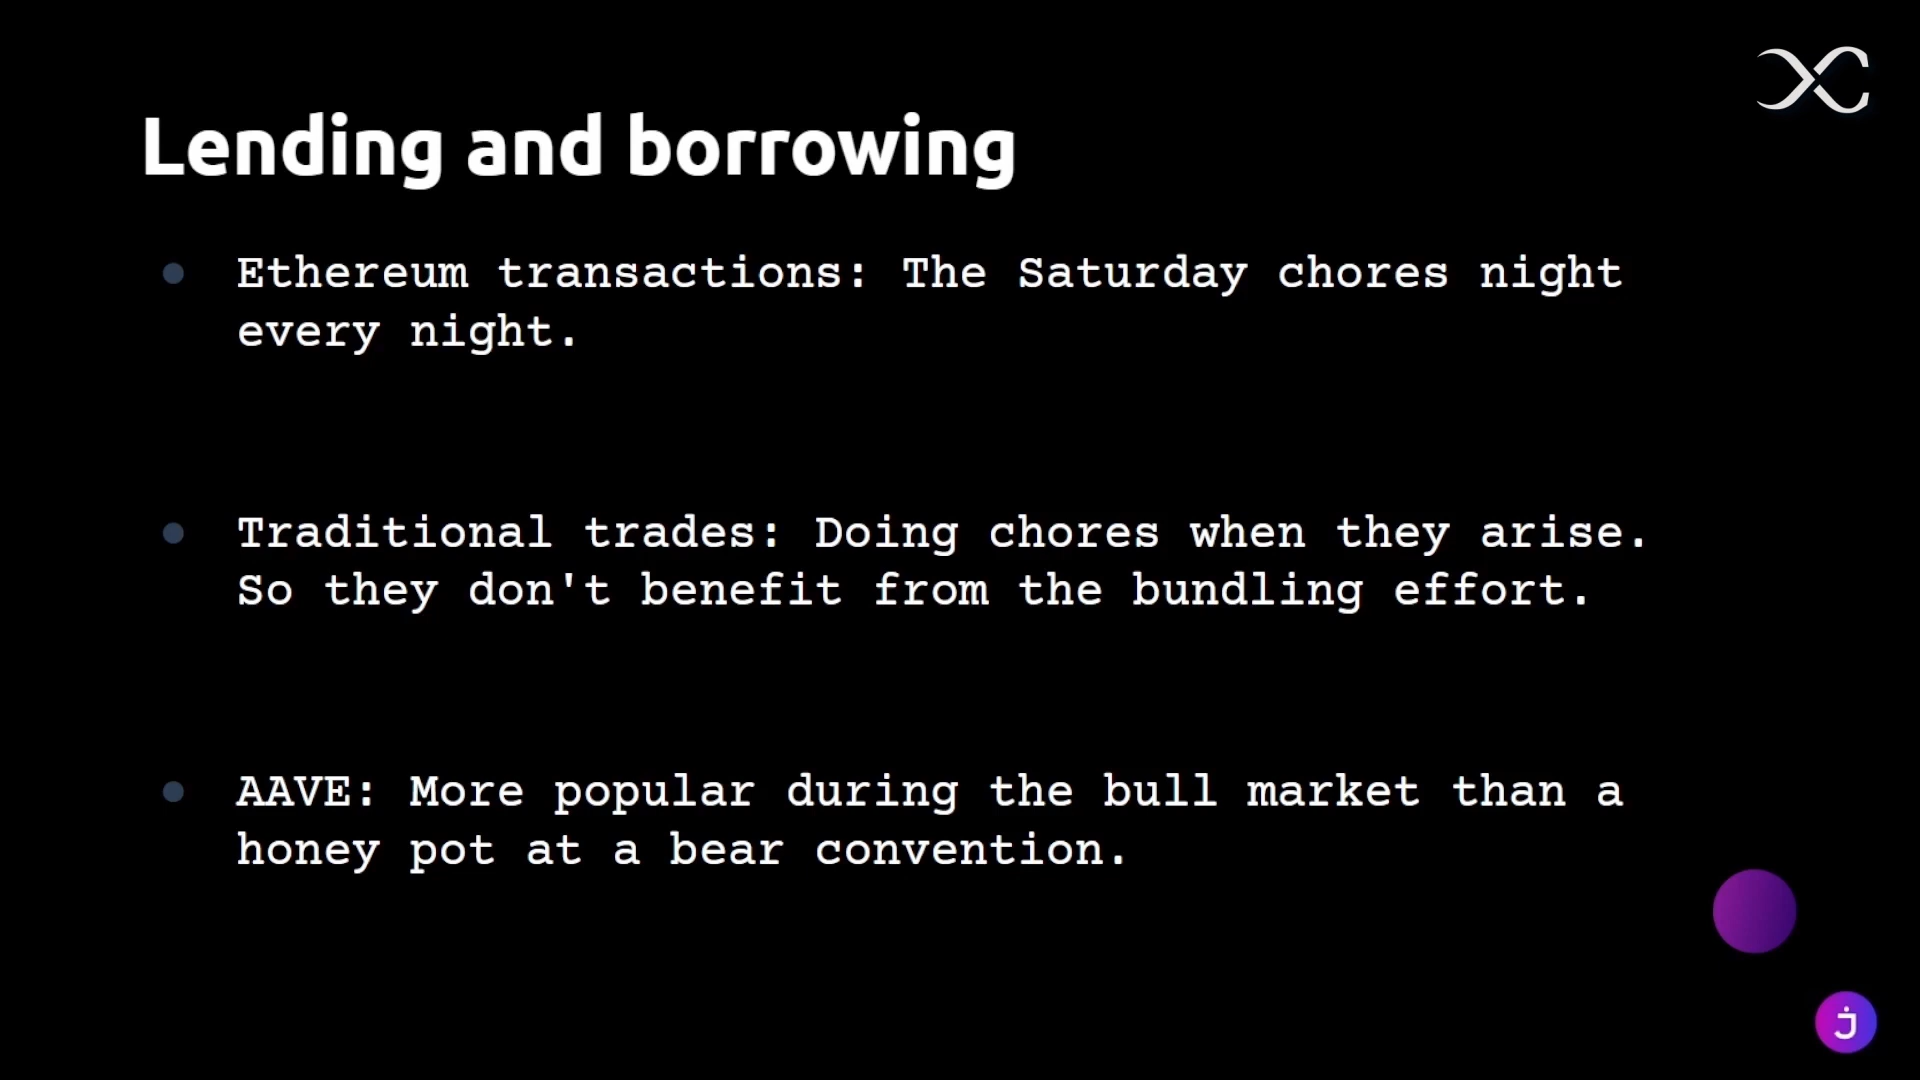 Lending and borrowing
Ethereum transactions: The Saturday chores night
every night.
Traditional trades: Doing chores when they arise.
So they don't benefit from the bundling effort.
AAVE: More popular during the bull market than a
honey pot at a bear convention.
j